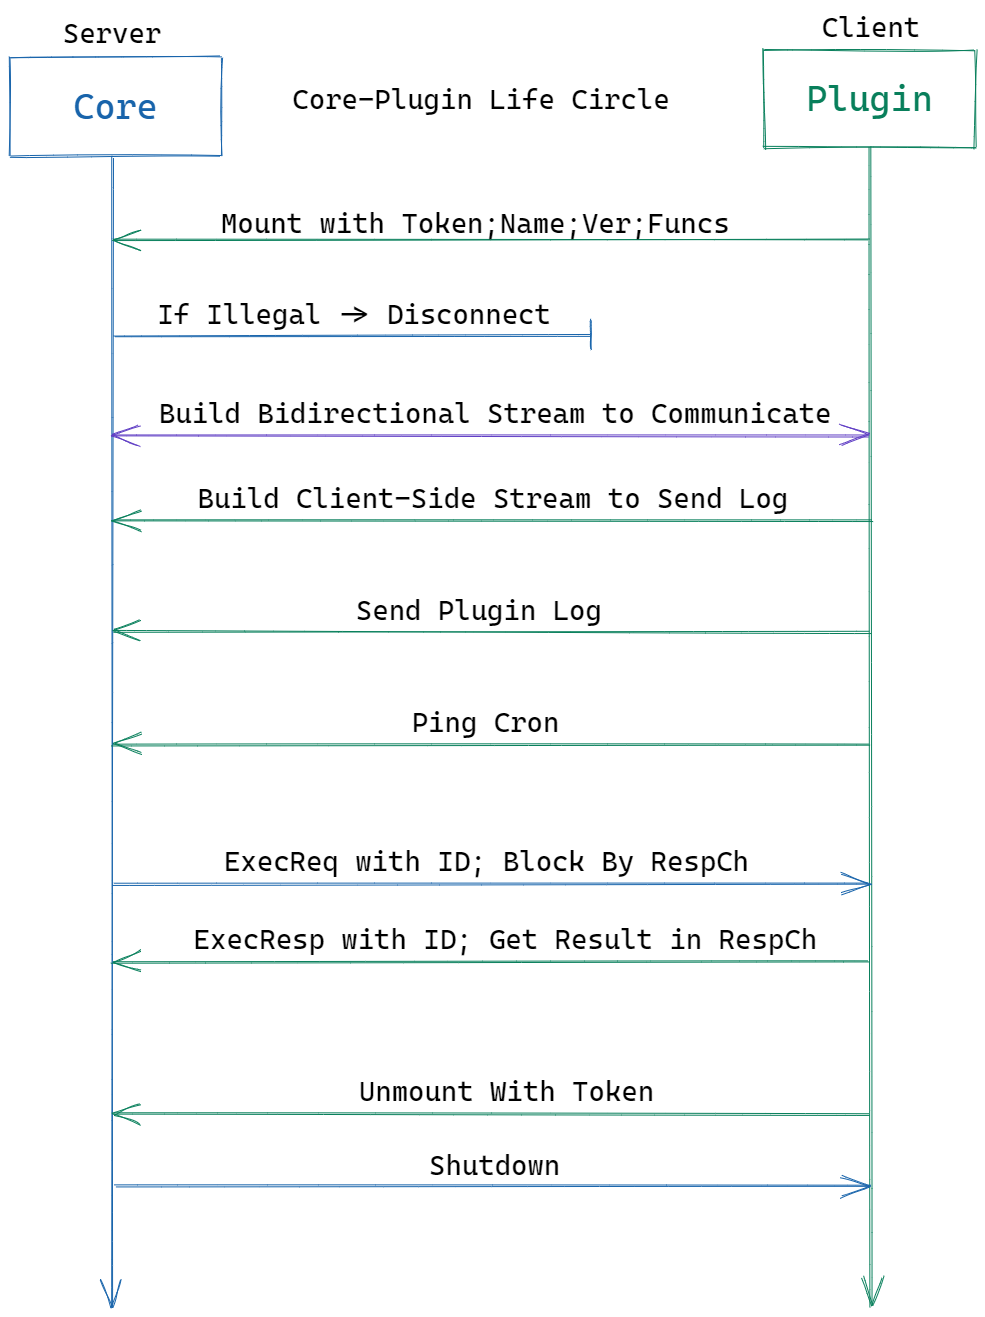 Server
Client
Core
Core-Plugin Life Circle
Plugin
Mount with Token;Name;Ver;Funcs
If Illegal -> Disconnect
Build Bidirectional Stream to Communicate
Build Client-Side Stream to Send Log
Send Plugin Log
Ping Cron
ExecReq with ID; Block By RespCh
ExecResp with ID; Get Result in RespCh
Unmount With Token
Shutdown